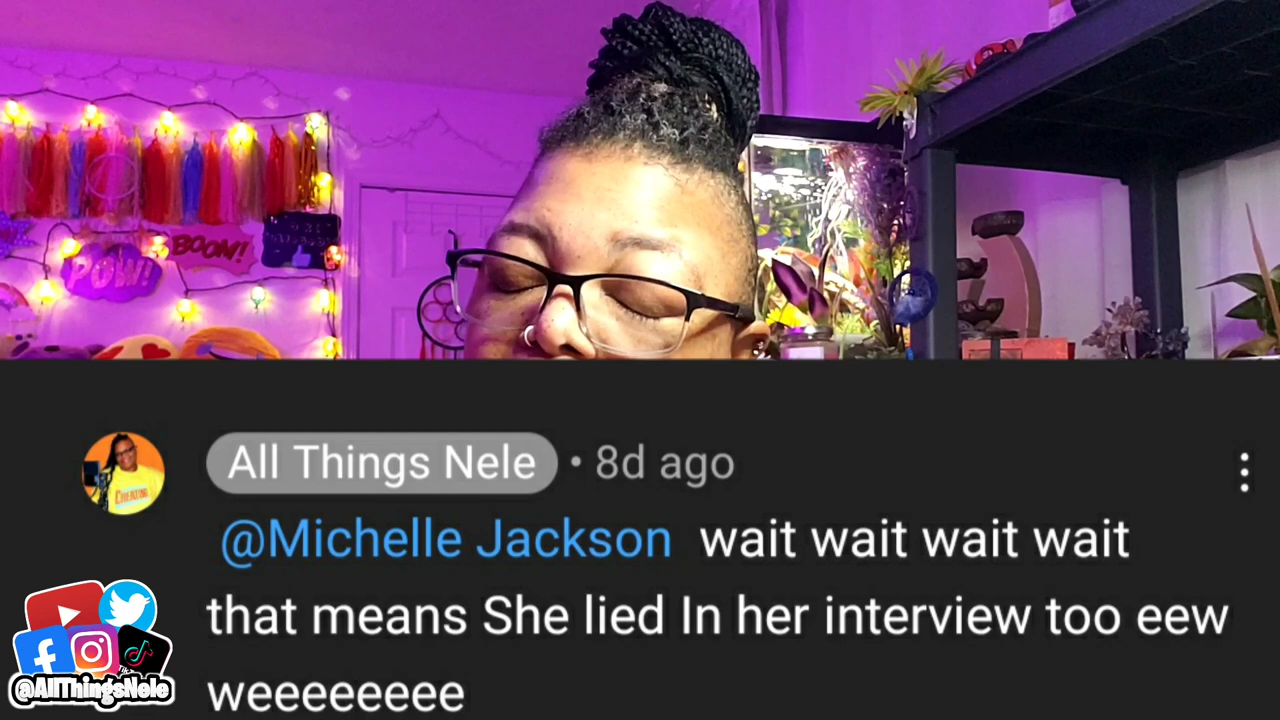 POW!
BOOM!
CREATING
All Things Nele • 8d ago
@Michelle Jackson wait wait wait wait
that means She lied In her interview too eew
weeeeeeee
@AllThingsNele